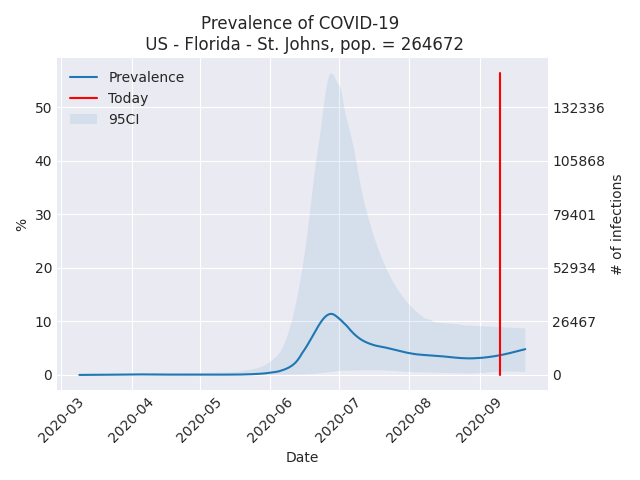 Prevalence of COVID-19
US - Florida - St. Johns, pop. = 264672
Prevalence
Today
95CI
%
50
40
30
20
10
0
132336
105868
79401
52934
26467
0
# of infections
2020-03
2020-04
2020-05
2020-06
2020-07
2020-08
2020-09
Date